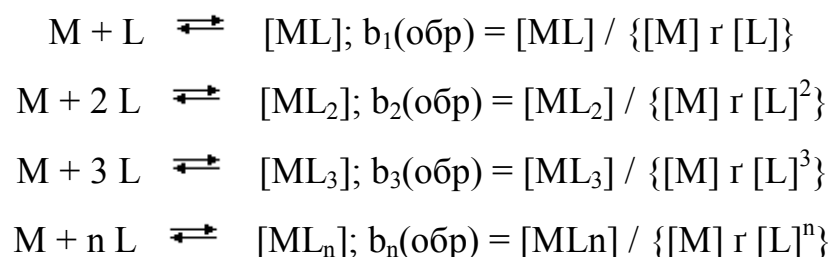 M + L ⇄ [ML]; b₁(обр) = [ML] / {[M] ґ [L]}
M + 2 L ⇄ [ML₂]; b₂(обр) = [ML₂] / {[M] ґ [L]²}
M + 3 L ⇄ [ML₃]; b₃(обр) = [ML₃] / {[M] ґ [L]³}
M + n L ⇄ [MLₙ]; bₙ(обр) = [MLn] / {[M] ґ [L]ⁿ}